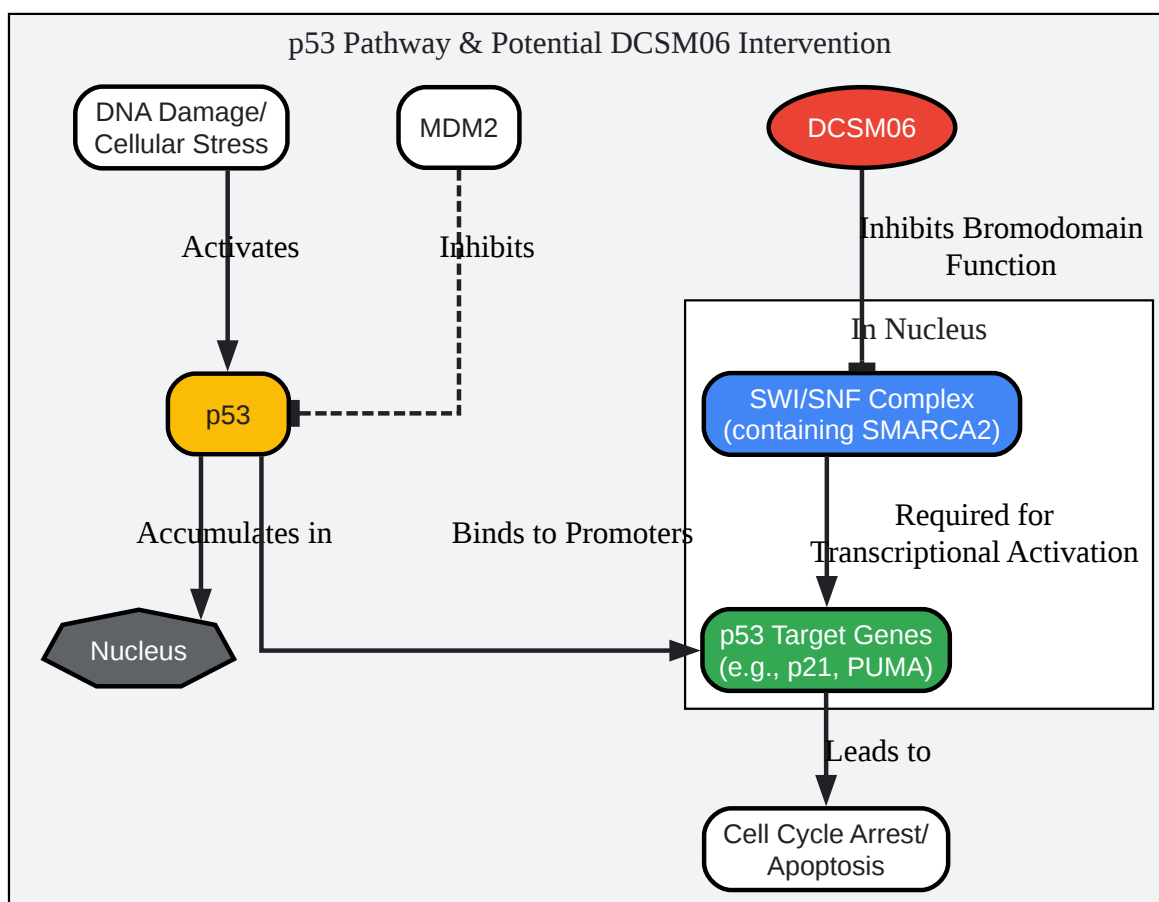 p53 Pathway & Potential DCSM06 Intervention
DNA Damage/
Cellular Stress
MDM2
DCSM06
Activates
Inhibits
Inhibits Bromodomain
Function
In Nucleus
p53
SWI/SNF Complex
(containing SMARCA2)
Accumulates in
Binds to Promoters
Required for
Transcriptional Activation
Nucleus
p53 Target Genes
(e.g., p21, PUMA)
Leads to
Cell Cycle Arrest/
Apoptosis